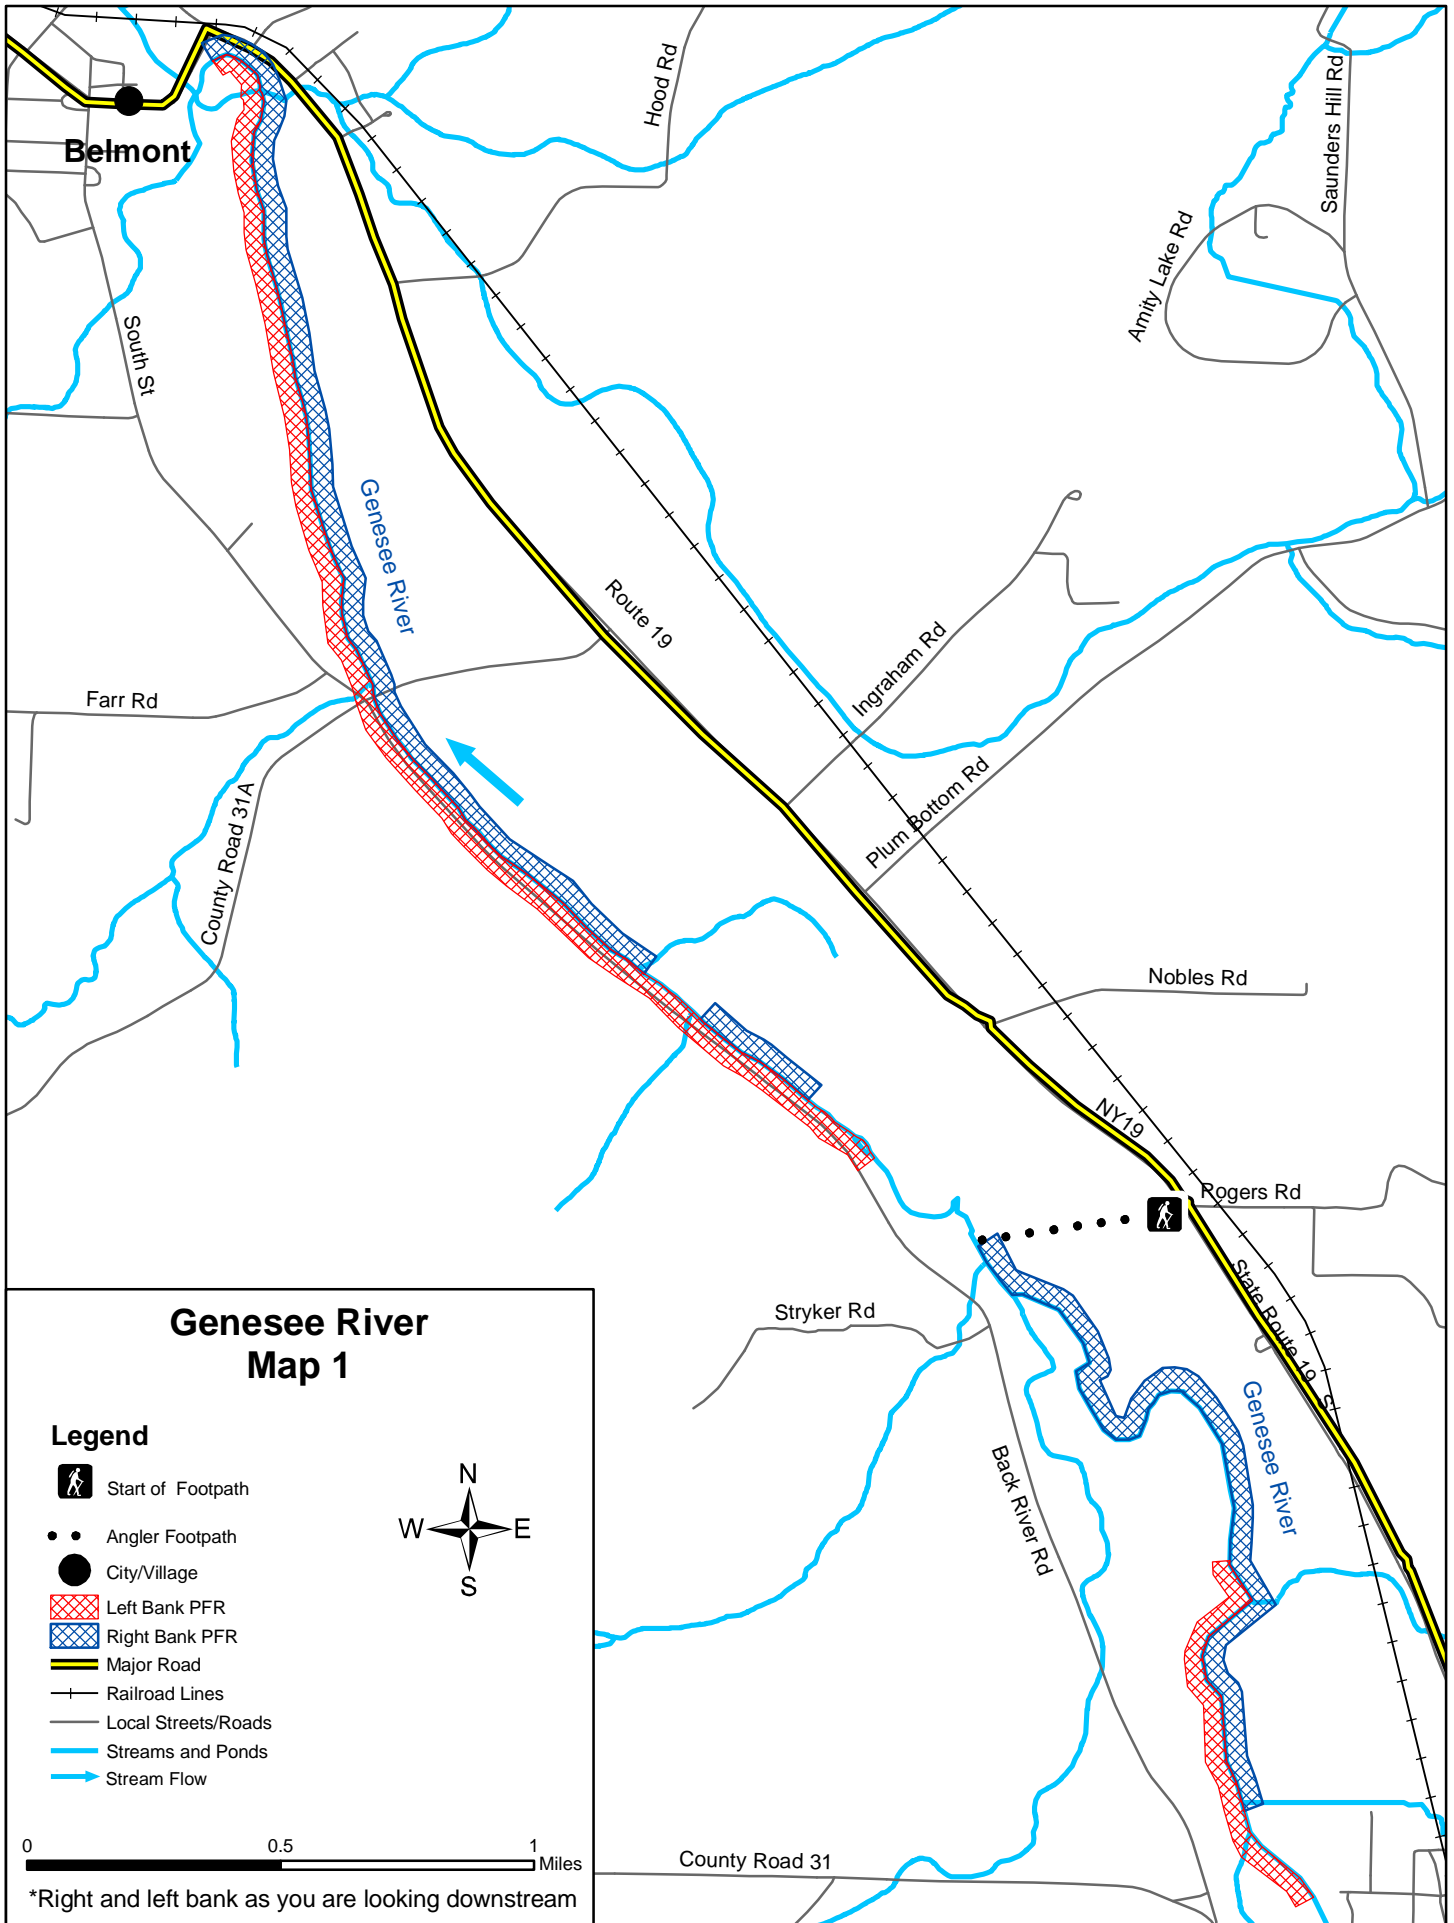 Hood Rd
Saunders Hill Rd
Belmont
Amity Lake Rd
South St
Genesee River
Route 19
Ingraham Rd
Farr Rd
Plum Bottom Rd
County Road 31A
Nobles Rd
NY19
Rogers Rd
State Route 19 S
Stryker Rd
Genesee River
Back River Rd
County Road 31
Genesee River
Map 1
Legend
Start of Footpath
Angler Footpath
City/Village
Left Bank PFR
Right Bank PFR
Major Road
Railroad Lines
Local Streets/Roads
Streams and Ponds
Stream Flow
N
W E
S
0 0.5 1
Miles
*Right and left bank as you are looking downstream